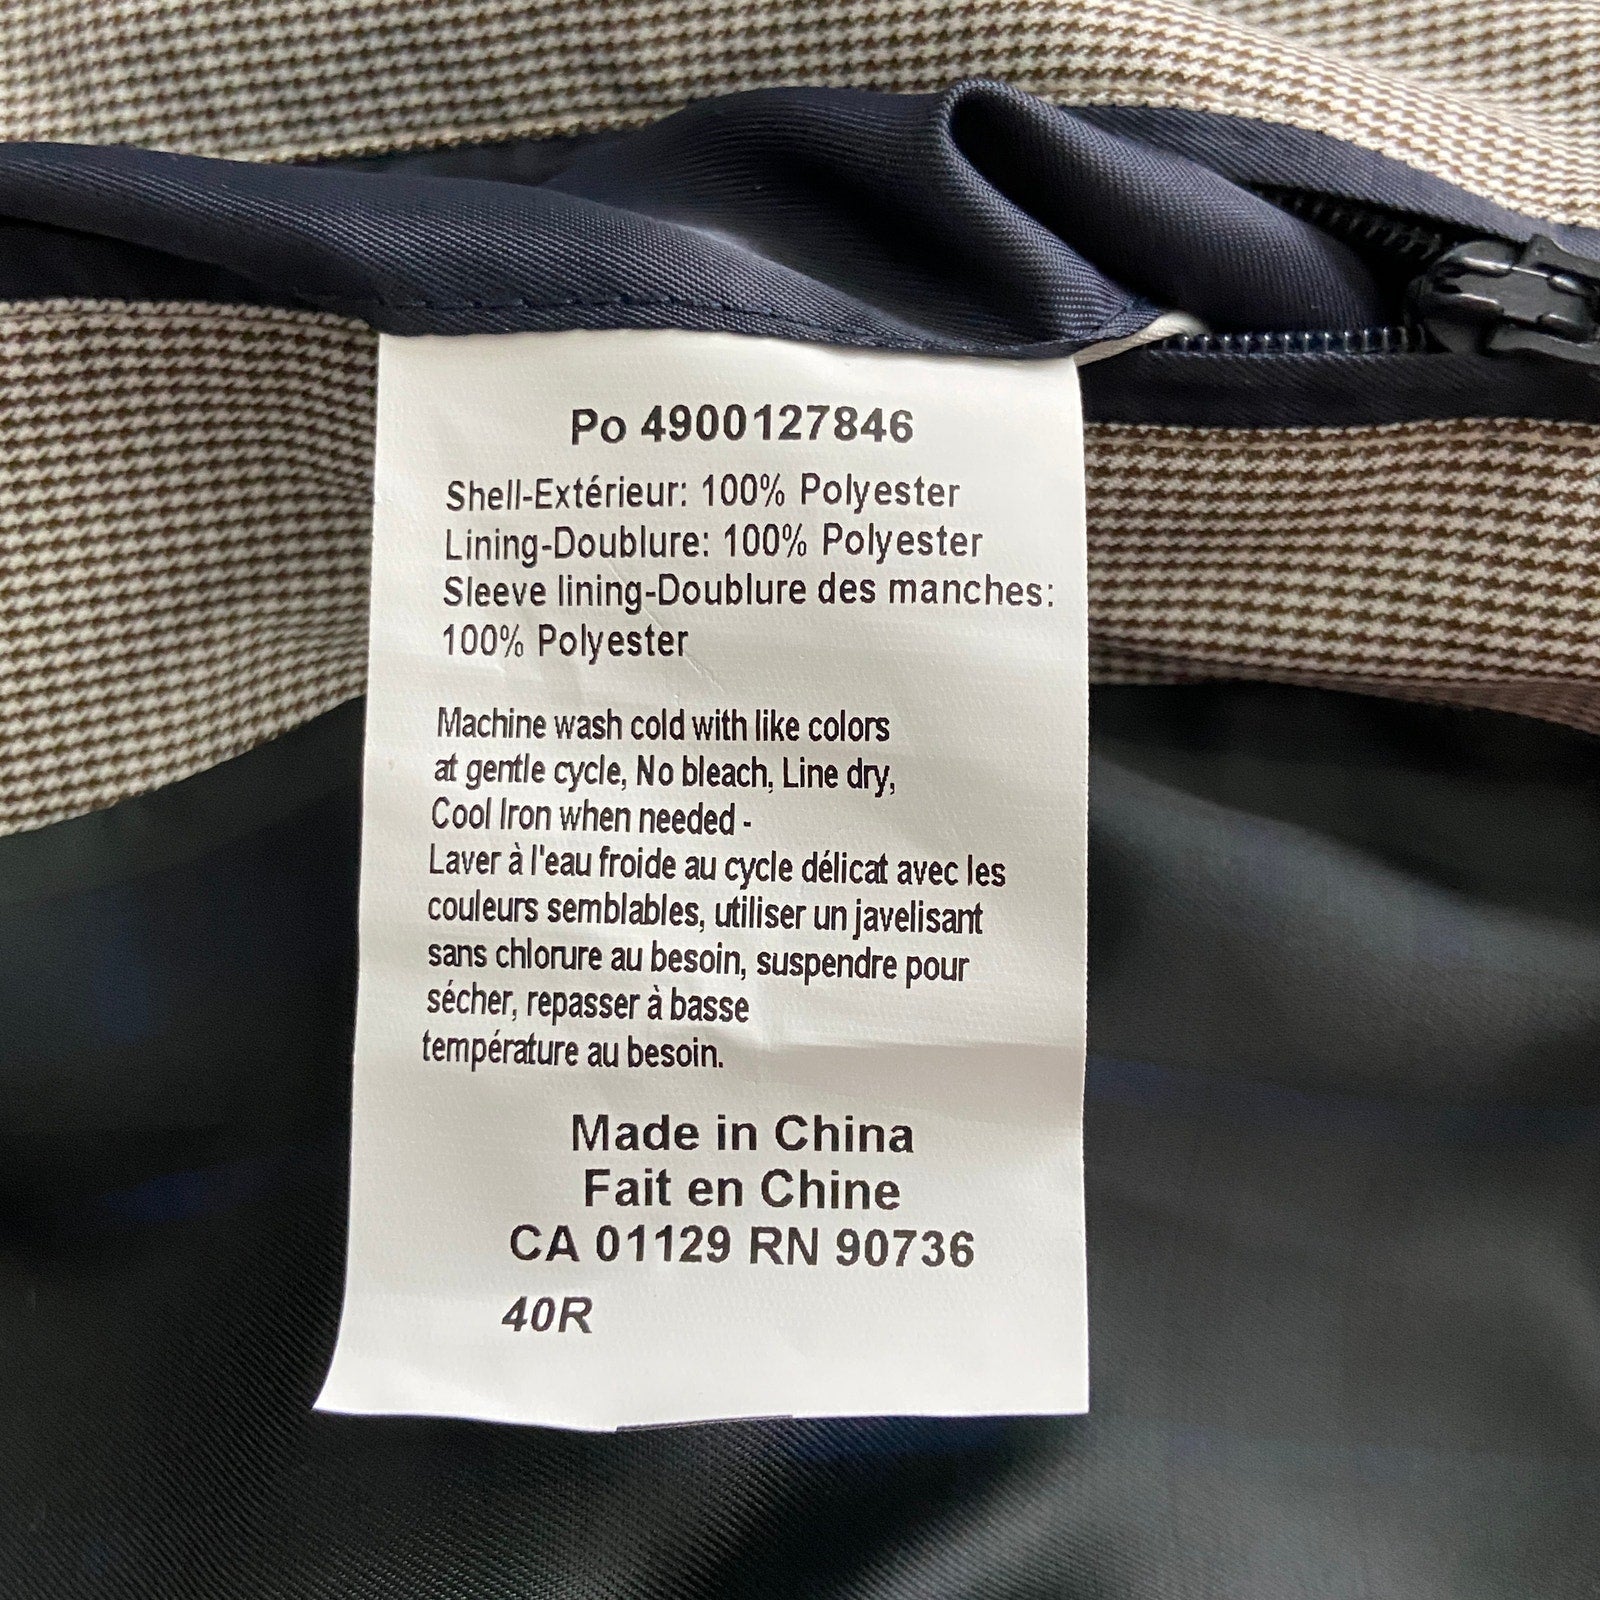 Po 4900127846
Shell-Extérieur: 100% Polyester
Lining-Doublure: 100% Polyester
Sleeve lining-Doublure des manches:
100% Polyester
Machine wash cold with like colors
at gentle cycle, No bleach, Line dry,
Cool Iron when needed -
Laver à l'eau froide au cycle délicat avec les
couleurs semblables, utiliser un javelisant
sans chlorure au besoin, suspendre pour
sécher, repasser à basse
température au besoin.
Made in China
Fait en Chine
CA 01129 RN 90736
40R